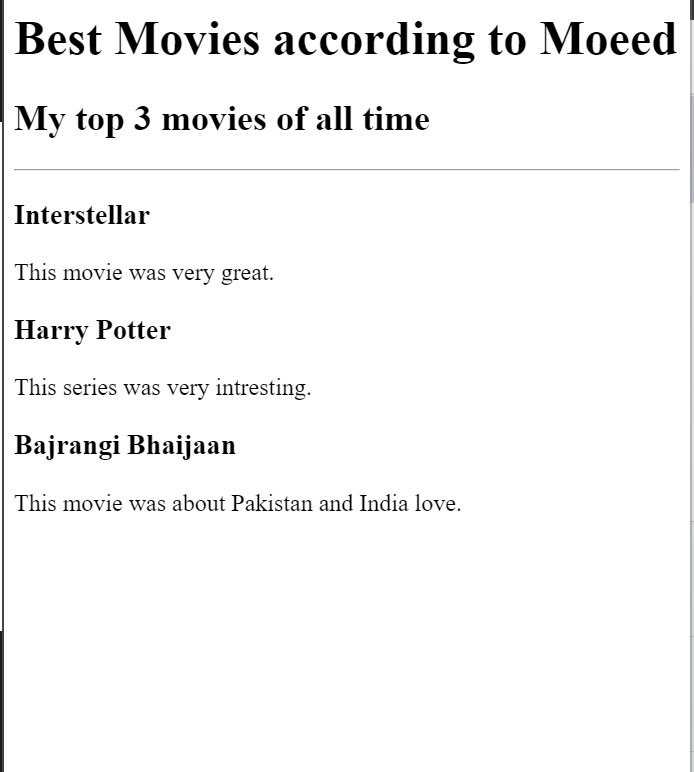 Best Movies according to Moeed
My top 3 movies of all time
Interstellar
This movie was very great.
Harry Potter
This series was very intresting.
Bajrangi Bhaijaan
This movie was about Pakistan and India love.